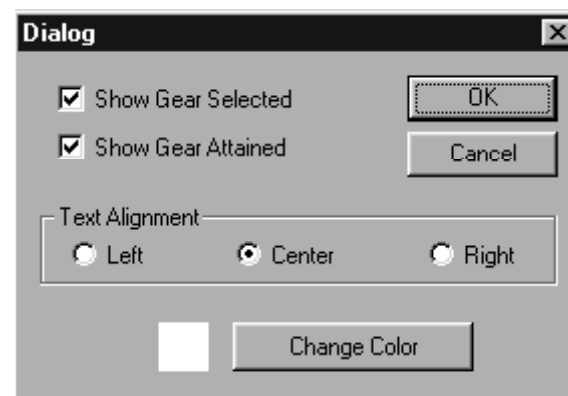 Dialog
Show Gear Selected
OK
Show Gear Attained
Cancel
Text Alignment
Left Center Right
Change Color